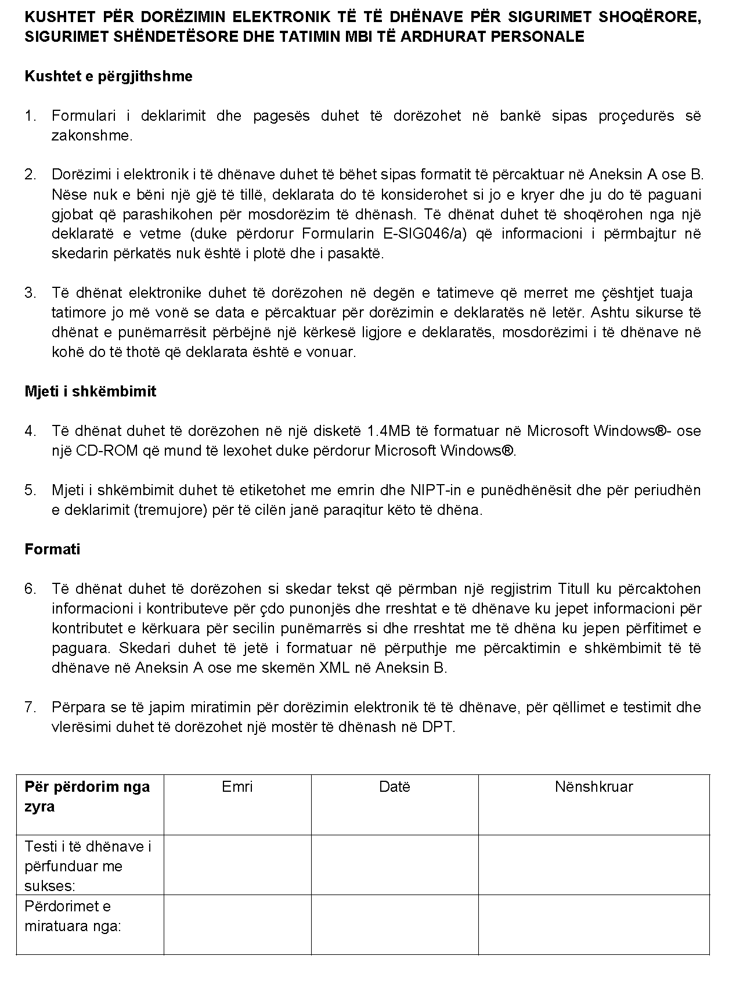 KUSHTET PËR DORËZIMIN ELEKTRONIK TË TË DHËNAVE PËR SIGURIMET SHOQËRORE,
SIGURIMET SHËNDETËSORE DHE TATIMIN MBI TË ARDHURAT PERSONALE
Kushtet e përgjithshme
1. Formulari i deklarimit dhe pagesës duhet të dorëzohet në bankë sipas proçedurës së
zakonshme.
2. Dorëzimi i elektronik i të dhënave duhet të bëhet sipas formatit të përcaktuar në Aneksin A ose B.
Nëse nuk e bëni një gjë të tillë, deklarata do të konsiderohet si jo e kryer dhe ju do të paguani
gjobat që parashikohen për mosdorëzim të dhënash. Të dhënat duhet të shoqërohen nga një
deklaratë e vetme (duke përdorur Formularin E-SIG046/a) që informacioni i përmbajtur në
skedarin përkatës nuk është i plotë dhe i pasaktë.
3. Të dhënat elektronike duhet të dorëzohen në degën e tatimeve që merret me çështjet tuaja
tatimore jo më vonë se data e përcaktuar për dorëzimin e deklaratës në letër. Ashtu sikurse të
dhënat e punëmarrësit përbëjnë një kërkesë ligjore e deklaratës, mosdorëzimi i të dhënave në
kohë do të thotë që deklarata është e vonuar.
Mjeti i shkëmbimit
4. Të dhënat duhet të dorëzohen në një disketë 1.4MB të formatuar në Microsoft Windows®- ose
një CD-ROM që mund të lexohet duke përdorur Microsoft Windows®.
5. Mjeti i shkëmbimit duhet të etiketohet me emrin dhe NIPT-in e punëdhënësit dhe për periudhën
e deklarimit (tremujore) për të cilën janë paraqitur këto të dhëna.
Formati
6. Të dhënat duhet të dorëzohen si skedar tekst që përmban një regjistrim Titull ku përcaktohen
informacioni i kontributeve për çdo punonjës dhe rreshtat e të dhënave ku jepet informacioni për
kontributet e kërkuara për secilin punëmarrës si dhe rreshtat me të dhëna ku jepen përfitimet e
paguara. Skedari duhet të jetë i formatuar në përputhje me përcaktimin e shkëmbimit të të
dhënave në Aneksin A ose me skemën XML në Aneksin B.
7. Përpara se të japim miratimin për dorëzimin elektronik të të dhënave, për qëllimet e testimit dhe
vlerësimi duhet të dorëzohet një mostër të dhënash në DPT.
Për përdorim nga Emri Datë Nënshkruar
zyra
Testi i të dhënave i
përfunduar me
sukses:
Përdorimet e
miratuara nga: